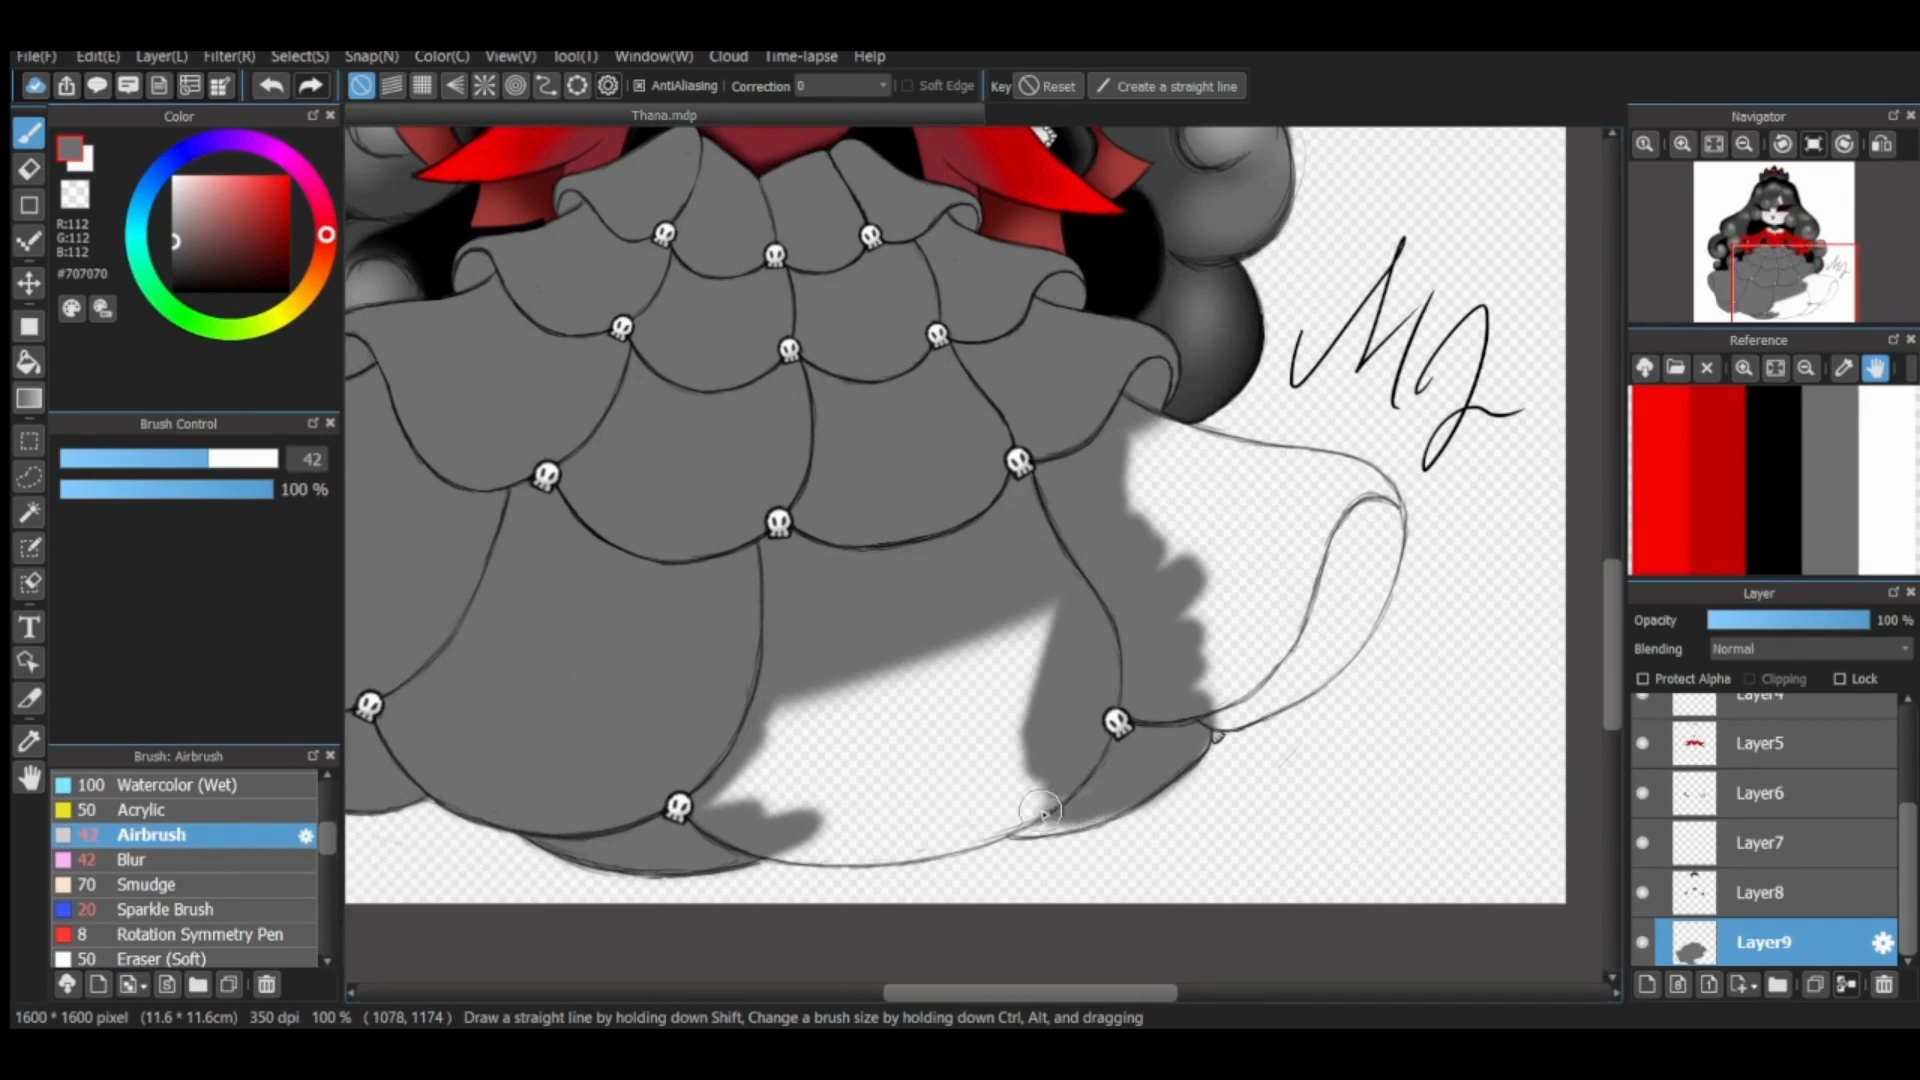 File(F) Edit(E) Layer(L) Filter(R) Select(S) Snap(N) Color(C) View(V) Tool(T) Window(W) Cloud Time-lapse Help
AntiAliasing Correction 0 Soft Edge Key Reset Create a straight line
Color
Thana.mdp
Navigator
R:112
G:112
B:112
#707070
MJ
Reference
Brush Control
42
100 %
Layer
Opacity 100 %
Blending Normal
Protect Alpha Clipping Lock
Layer4
Layer5
Layer6
Layer7
Layer8
Layer9
Brush: Airbrush
100 Watercolor (Wet)
50 Acrylic
42 Airbrush
42 Blur
70 Smudge
20 Sparkle Brush
8 Rotation Symmetry Pen
50 Eraser (Soft)
T
1600 * 1600 pixel (11.6 * 11.6cm) 350 dpi 100 % ( 1078, 1174 ) Draw a straight line by holding down Shift, Change a brush size by holding down Ctrl, Alt, and dragging